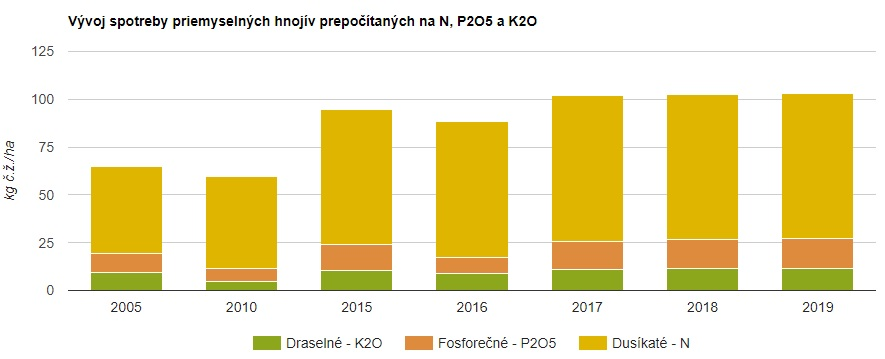 Vývoj spotreby priemyselných hnojív prepočítaných na N, P2O5 a K2O
kg č.ž./ha
125
100
75
50
25
0
2005 2010 2015 2016 2017 2018 2019
Draselné - K2O Fosforečné - P2O5 Dusíkaté - N